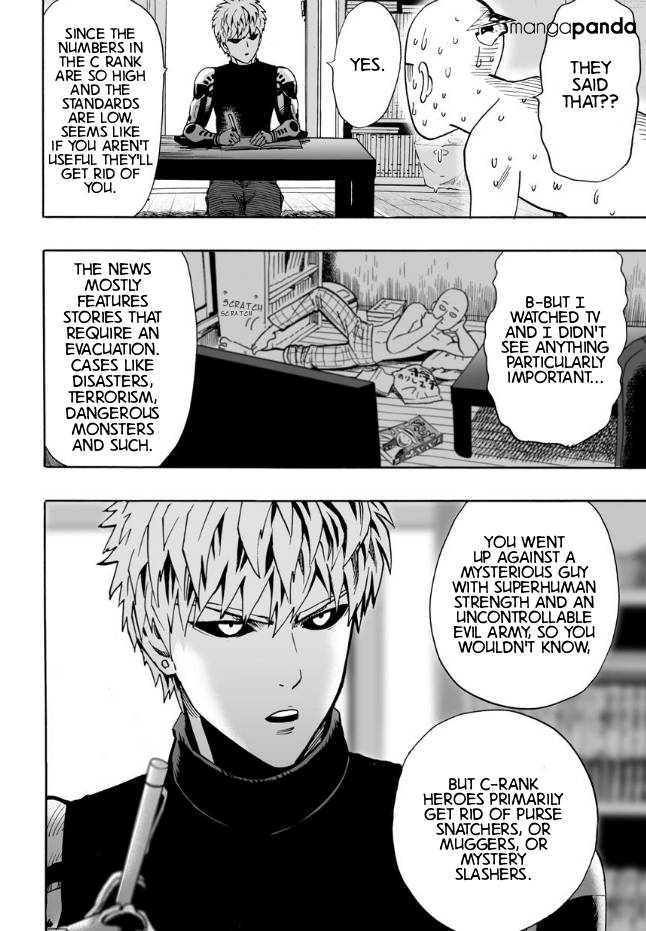 mangapanda
THEY
SAID
THAT??
YES.
SINCE THE
NUMBERS IN
THE C RANK
ARE SO HIGH
AND THE
STANDARDS
ARE LOW,
SEEMS LIKE
IF YOU AREN'T
USEFUL THEY'LL
GET RID OF
YOU.
B-BUT I
WATCHED TV
AND I DIDN'T
SEE ANYTHING
PARTICULARLY
IMPORTANT...
SCRATCH
SCRATCH
THE NEWS
MOSTLY
FEATURES
STORIES THAT
REQUIRE AN
EVACUATION.
CASES LIKE
DISASTERS,
TERRORISM,
DANGEROUS
MONSTERS
AND SUCH.
YOU WENT
UP AGAINST A
MYSTERIOUS GUY
WITH SUPERHUMAN
STRENGTH AND AN
UNCONTROLLABLE
EVIL ARMY, SO YOU
WOULDN'T KNOW,
BUT C-RANK
HEROES PRIMARILY
GET RID OF PURSE
SNATCHERS, OR
MUGGERS, OR
MYSTERY
SLASHERS.